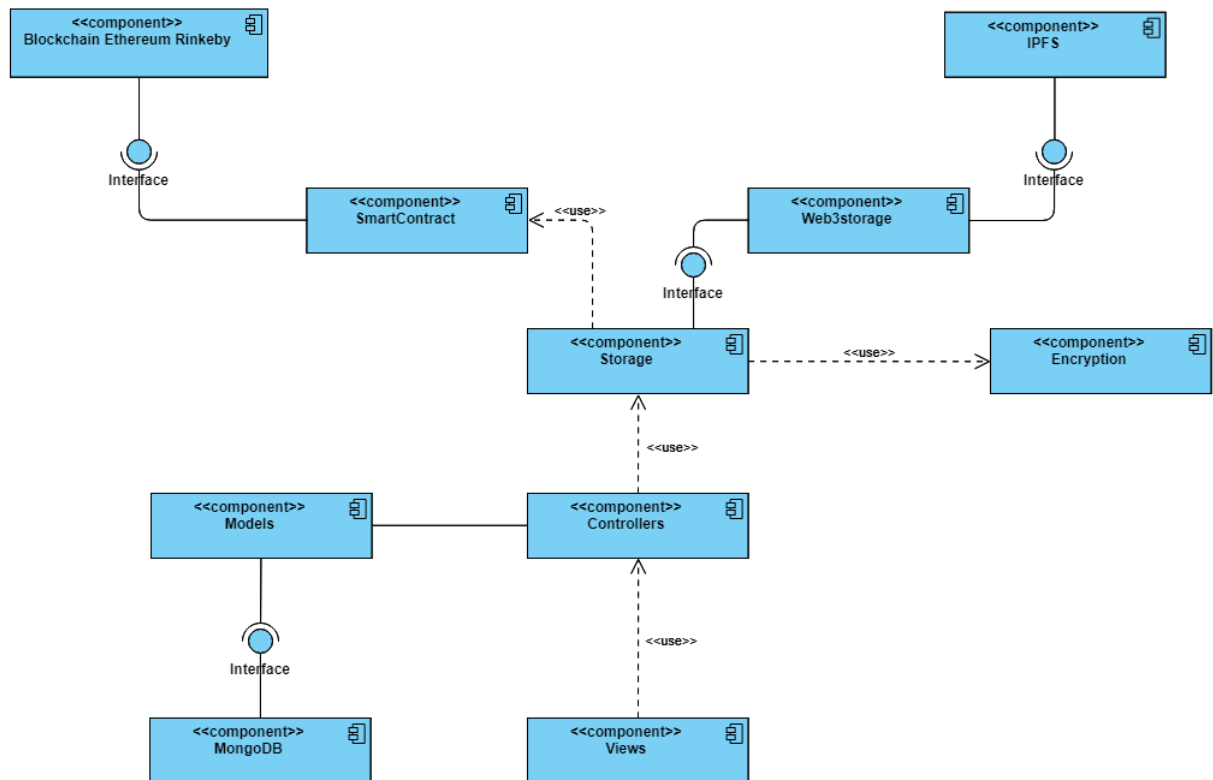 <<component>>
Blockchain Ethereum Rinkeby
<<component>>
IPFS
Interface
Interface
<<component>>
SmartContract
<<use>>
<<component>>
Web3storage
Interface
<<component>>
Storage
<<use>>
<<component>>
Encryption
<<use>>
<<component>>
Models
<<component>>
Controllers
<<use>>
Interface
<<component>>
MongoDB
<<component>>
Views